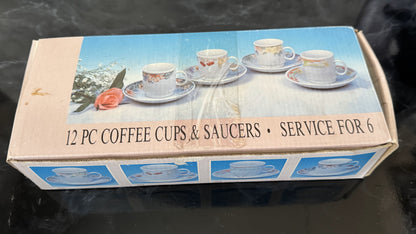 12 PC COFFEE CUPS & SAUCERS • SERVICE FOR 6